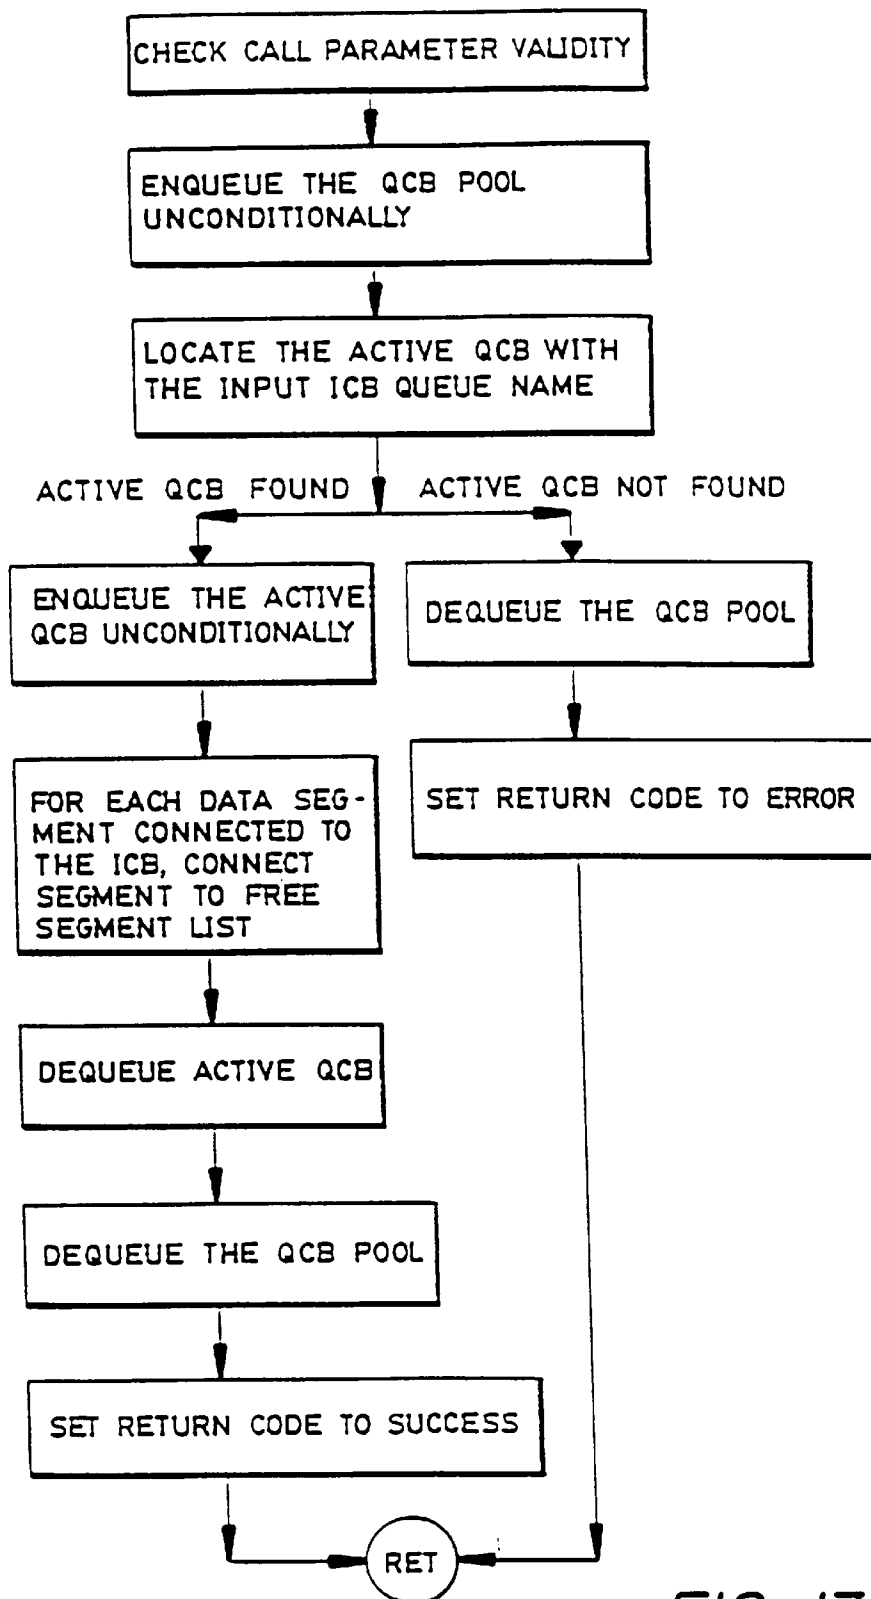 CHECK CALL PARAMETER VALIDITY
ENQUEUE THE QCB POOL
UNCONDITIONALLY
LOCATE THE ACTIVE QCB WITH
THE INPUT ICB QUEUE NAME
ACTIVE QCB FOUND
ACTIVE QCB NOT FOUND
ENQUEUE THE ACTIVE
QCB UNCONDITIONALLY
DEQUEUE THE QCB POOL
FOR EACH DATA SEG-
MENT CONNECTED TO
THE ICB, CONNECT
SEGMENT TO FREE
SEGMENT LIST
SET RETURN CODE TO ERROR
DEQUEUE ACTIVE QCB
DEQUEUE THE QCB POOL
SET RETURN CODE TO SUCCESS
RET